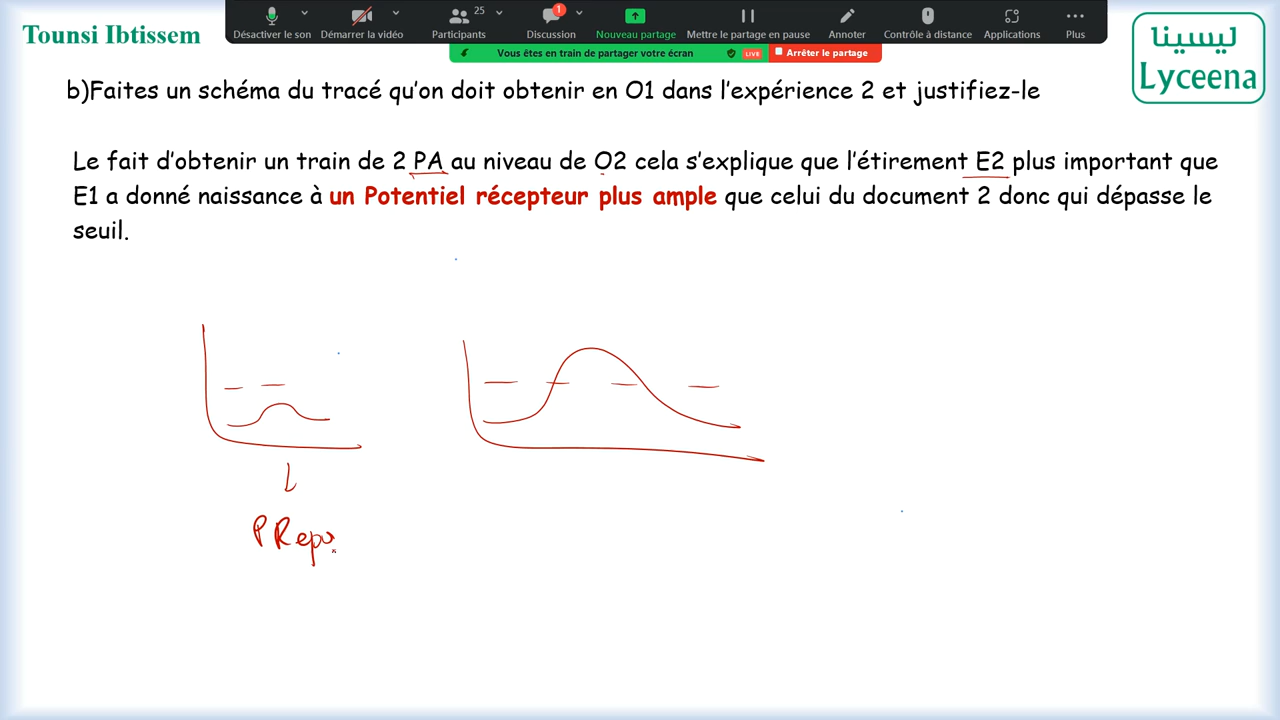 Tounsi Ibtissem
25
1
Désactiver le son
Démarrer la vidéo
Participants
Discussion
Nouveau partage
Mettre le partage en pause
Annoter
Contrôle à distance
Applications
Plus
Vous êtes en train de partager votre écran
LIVE
Arrêter le partage
ليسينا
Lyceena
b)Faites un schéma du tracé qu'on doit obtenir en O1 dans l'expérience 2 et justifiez-le
Le fait d'obtenir un train de 2 PA au niveau de O2 cela s'explique que l'étirement E2 plus important que
E1 a donné naissance à un Potentiel récepteur plus ample que celui du document 2 donc qui dépasse le
seuil.
PRepo